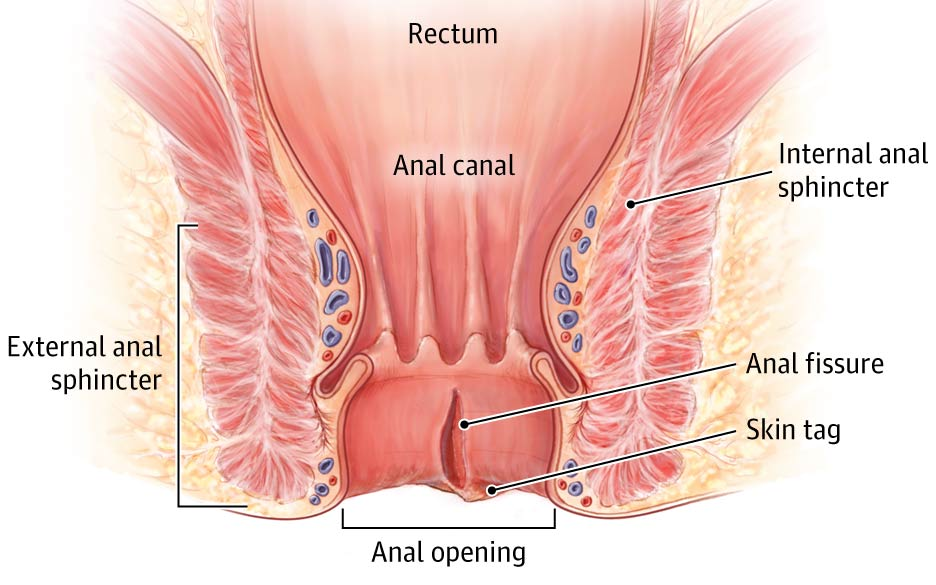 Rectum
Anal canal
Internal anal
sphincter
External anal
sphincter
Anal fissure
Skin tag
Anal opening